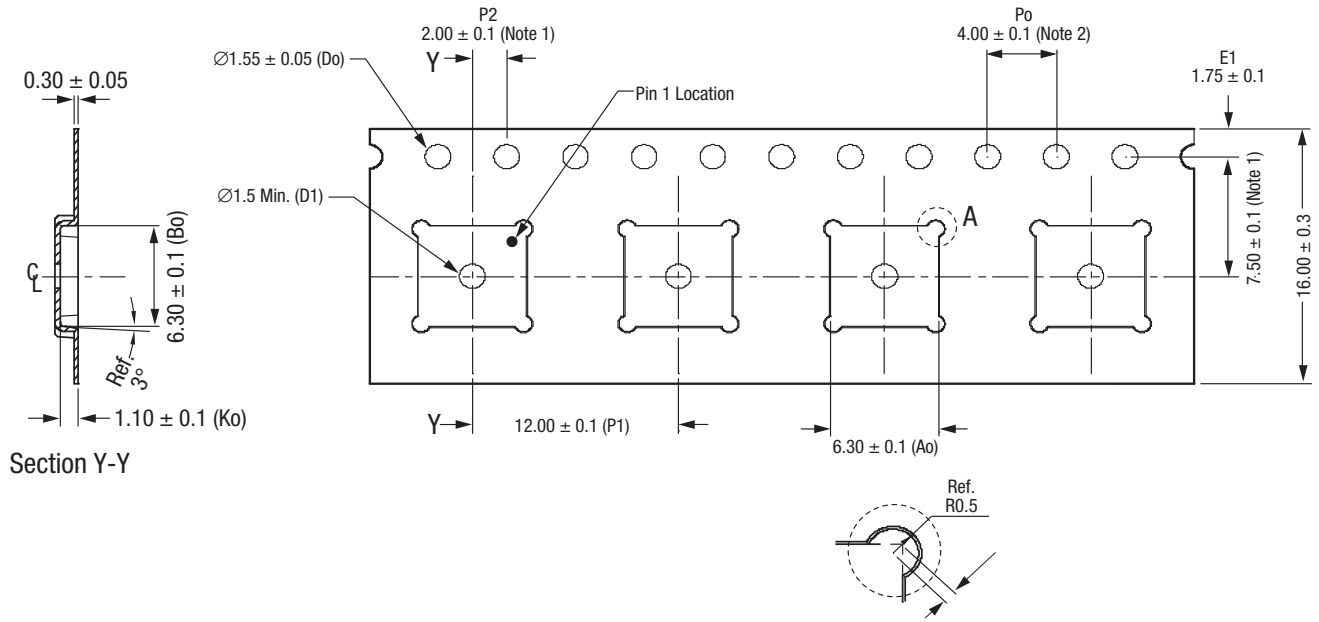 P2
2.00 ± 0.1 (Note 1)
Po
4.00 ± 0.1 (Note 2)
∅1.55 ± 0.05 (Do)
Y
E1
1.75 ± 0.1
0.30 ± 0.05
Pin 1 Location
∅1.5 Min. (D1)
A
7.50 ± 0.1 (Note 1)
16.00 ± 0.3
CL
6.30 ± 0.1 (Bo)
Ref.
3°
1.10 ± 0.1 (Ko)
Y
12.00 ± 0.1 (P1)
6.30 ± 0.1 (Ao)
Section Y-Y
Ref.
R0.5